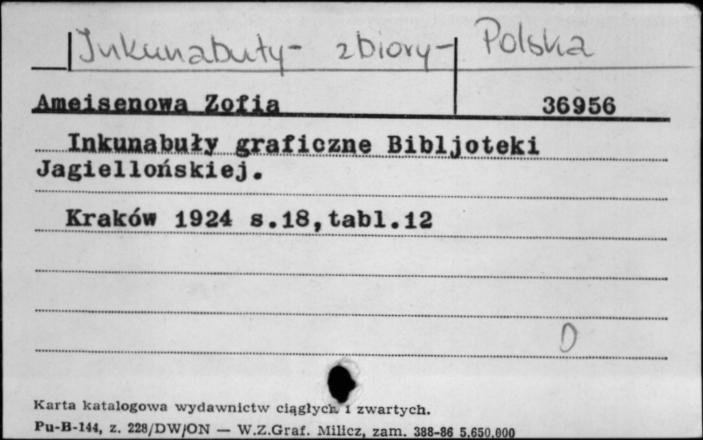 Inkunabuły - zbiory - Polska
Ameisenowa Zofia 36956
Inkunabuły graficzne Bibljoteki
Jagiellońskiej.
Kraków 1924 s.18,tabl.12
D
Karta katalogowa wydawnictw ciągłych i zwartych.
Pu-B-144, z. 228/DW/ON — W.Z.Graf. Milicz, zam. 388-86 5.650.000